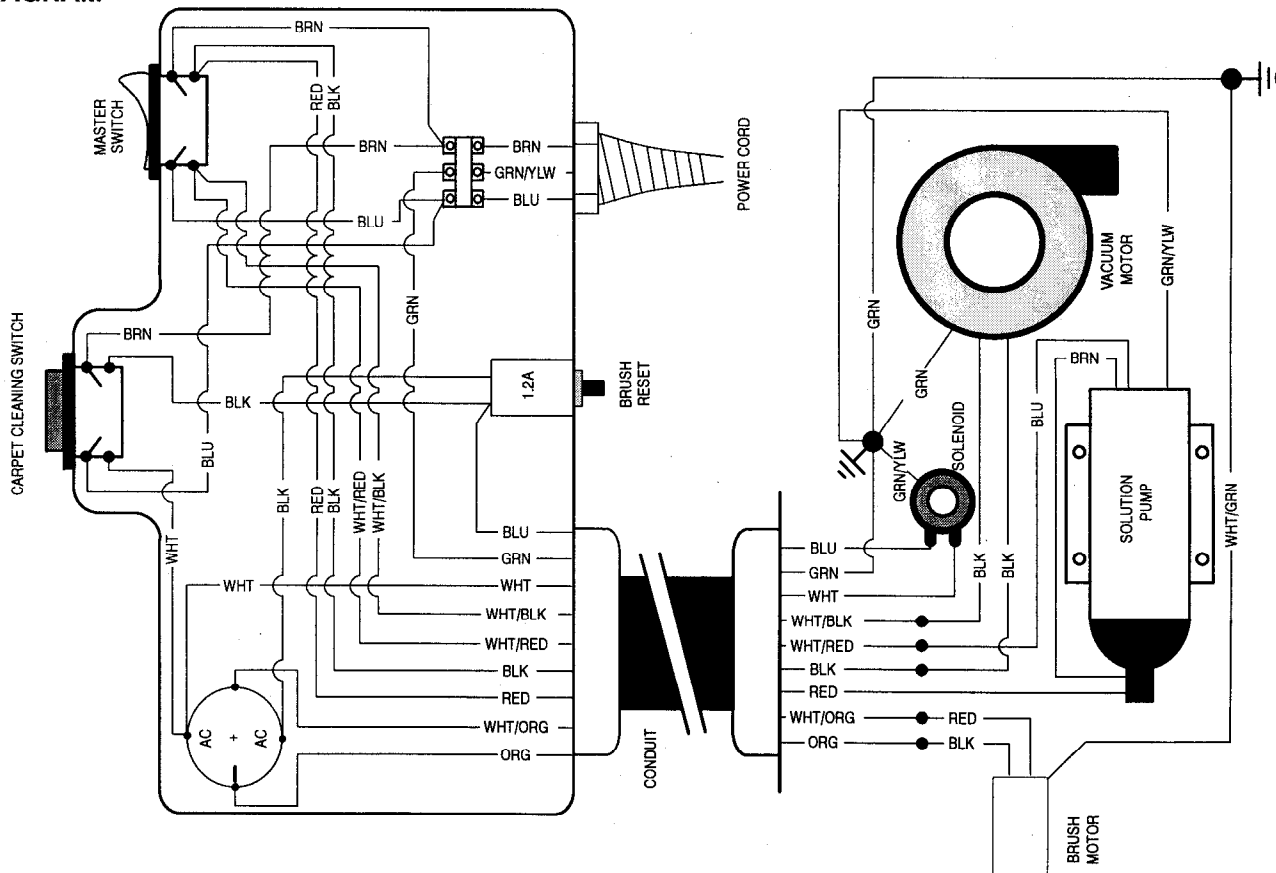 BRN
MASTER
SWITCH
RED
BLK
BRN
BRN
GRN/YLW
BLU
BLU
POWER CORD
CARPET CLEANING SWITCH
BRN
GRN
BLK
BLU
1.2A
BRUSH
RESET
BLK
RED
BLK
WHT/RED
WHT/BLK
WHT
WHT
BLU
GRN
WHT
WHT/BLK
WHT/RED
BLK
RED
WHT/ORG
ORG
AC
+
AC
CONDUIT
BLU
GRN
WHT
WHT/BLK
WHT/RED
BLK
RED
WHT/ORG
RED
ORG
BLK
GRN
GRN
GRN/YLW
SOLENOID
BLK
BLK
VACUUM
MOTOR
GRN/YLW
BRN
BLU
SOLUTION
PUMP
WHT/GRN
BRUSH
MOTOR